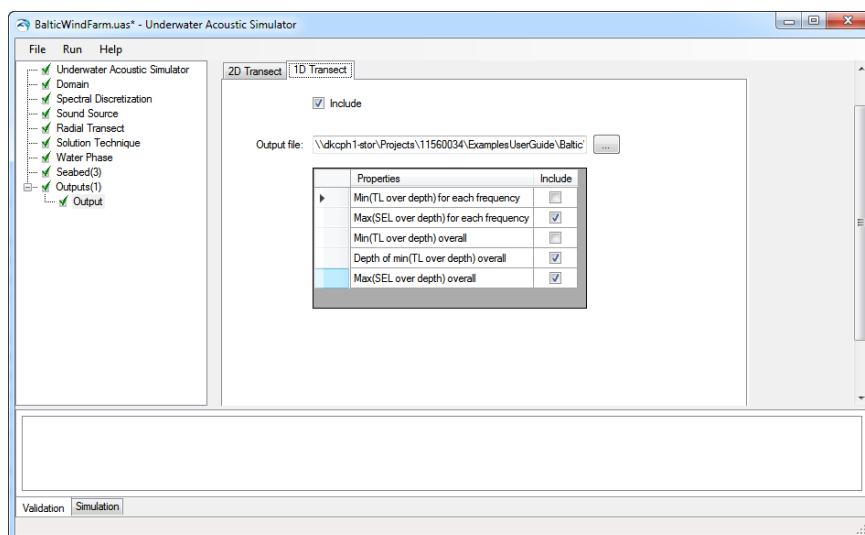 BalticWindFarm.uas* - Underwater Acoustic Simulator
File Run Help
Underwater Acoustic Simulator
Domain
Spectral Discretization
Sound Source
Radial Transect
Solution Technique
Water Phase
Seabed(3)
Outputs(1)
Output
2D Transect 1D Transect
Include
Output file: \\dkcph1-stor\Projects\11560034\ExamplesUserGuide\Baltic ...
Properties Include
Min(TL over depth) for each frequency
Max(SEL over depth) for each frequency
Min(TL over depth) overall
Depth of min(TL over depth) overall
Max(SEL over depth) overall
Validation Simulation